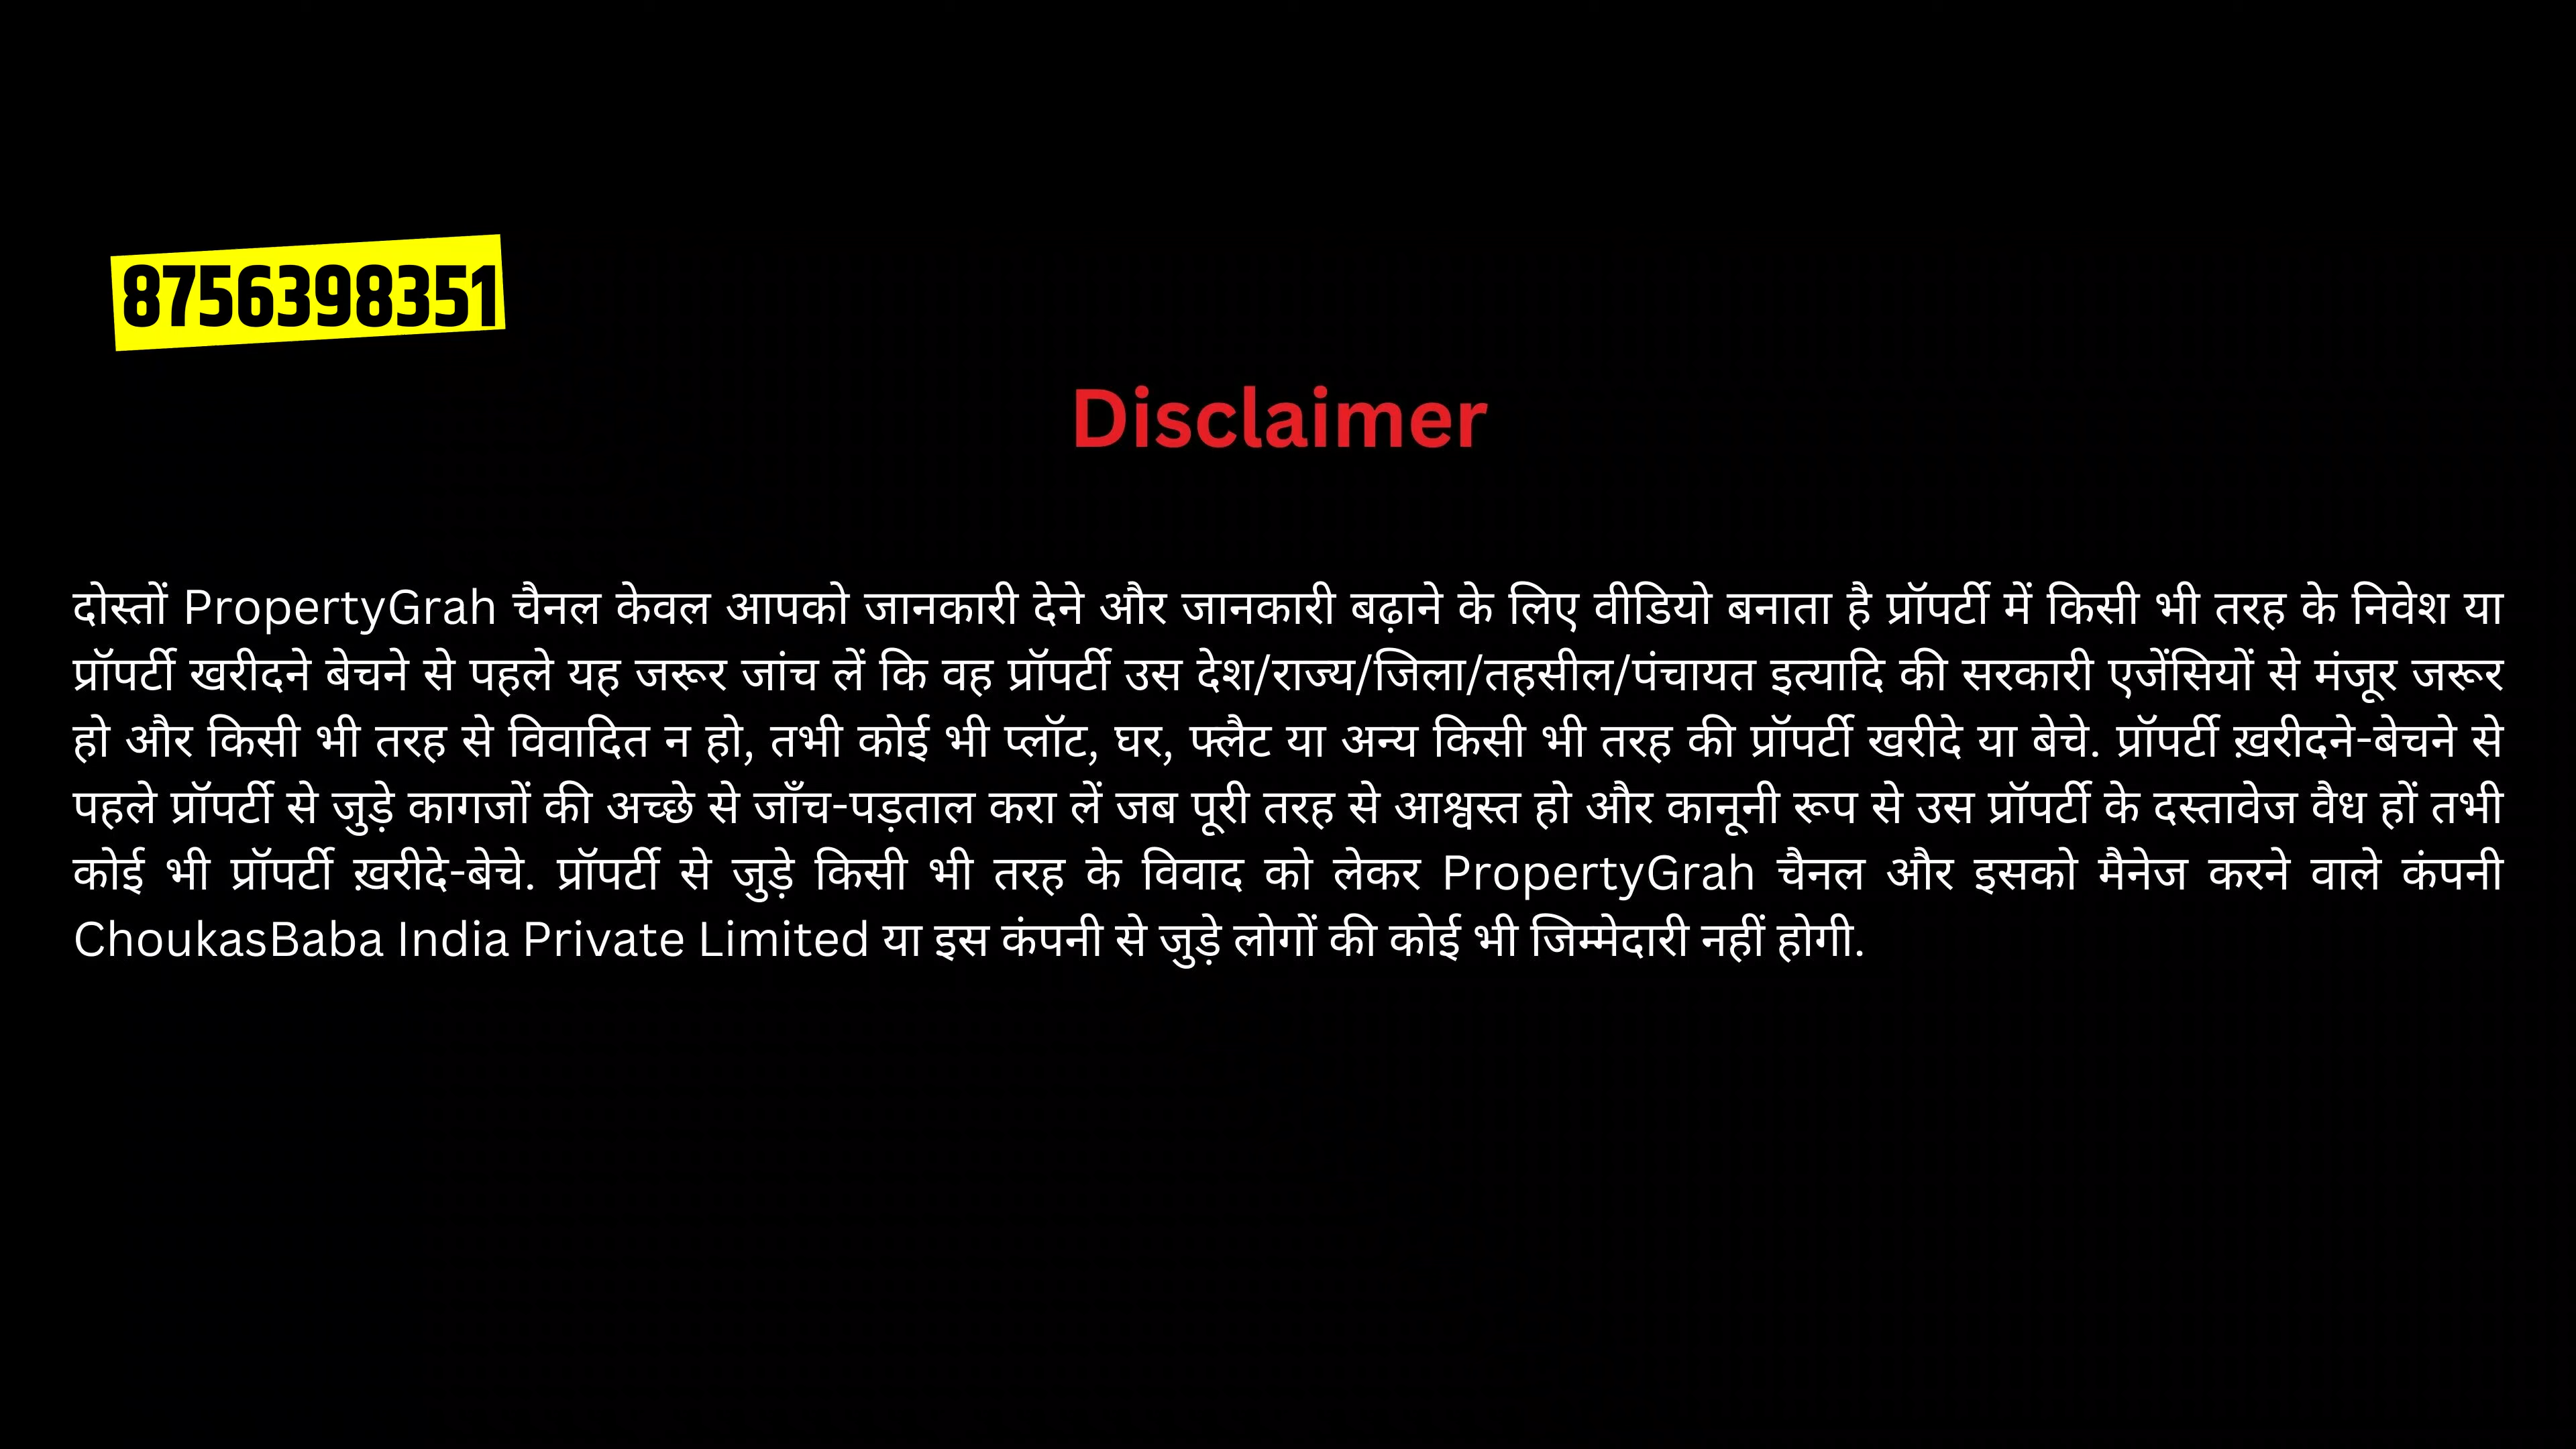 8756398351
Disclaimer
दोस्तों PropertyGrah चैनल केवल आपको जानकारी देने और जानकारी बढ़ाने के लिए वीडियो बनाता है प्रॉपर्टी में किसी भी तरह के निवेश या
प्रॉपर्टी खरीदने बेचने से पहले यह जरूर जांच लें कि वह प्रॉपर्टी उस देश/राज्य/जिला/तहसील/पंचायत इत्यादि की सरकारी एजेंसियों से मंजूर जरूर
हो और किसी भी तरह से विवादित न हो, तभी कोई भी प्लॉट, घर, फ्लैट या अन्य किसी भी तरह की प्रॉपर्टी खरीदे या बेचे. प्रॉपर्टी ख़रीदने-बेचने से
पहले प्रॉपर्टी से जुड़े कागजों की अच्छे से जाँच-पड़ताल करा लें जब पूरी तरह से आश्वस्त हो और कानूनी रूप से उस प्रॉपर्टी के दस्तावेज वैध हों तभी
कोई भी प्रॉपर्टी ख़रीदे-बेचे. प्रॉपर्टी से जुड़े किसी भी तरह के विवाद को लेकर PropertyGrah चैनल और इसको मैनेज करने वाले कंपनी
ChoukasBaba India Private Limited या इस कंपनी से जुड़े लोगों की कोई भी जिम्मेदारी नहीं होगी.